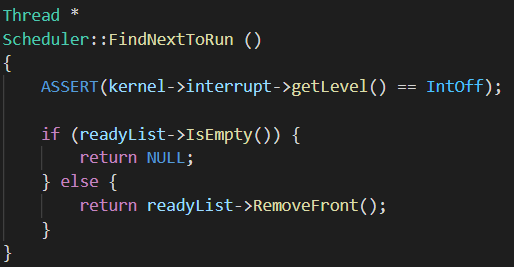 Thread *
Scheduler::FindNextToRun ()
{
    ASSERT(kernel->interrupt->getLevel() == IntOff);

    if (readyList->IsEmpty()) {
        return NULL;
    } else {
        return readyList->RemoveFront();
    }
}